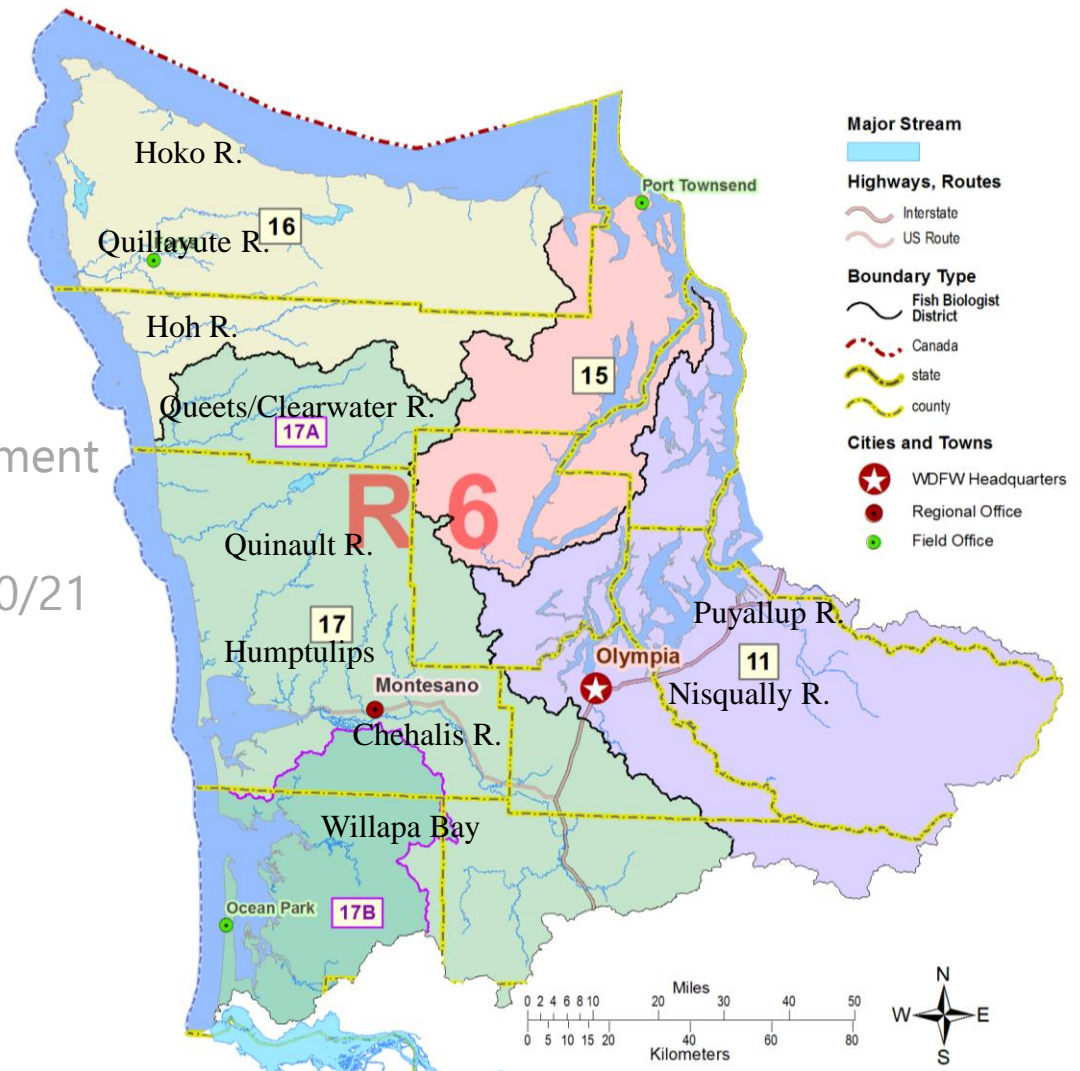 Hoko R.
16
Port Townsend
Quillayute R.
Hoh R.
15
Queets/Clearwater R.
17A
ment
R 6
Quinault R.
0/21
17
Humptulips
Puyallup R.
Olympia
11
Montesano
Nisqually R.
Chehalis R.
Willapa Bay
Ocean Park
17B
Major Stream
Highways, Routes
Interstate
US Route
Boundary Type
Fish Biologist
District
Canada
state
county
Cities and Towns
WDFW Headquarters
Regional Office
Field Office
Miles
0 2 4 6 8 10 20 30 40 50
0 5 10 15 20 40 60 80
Kilometers
N
W E
S